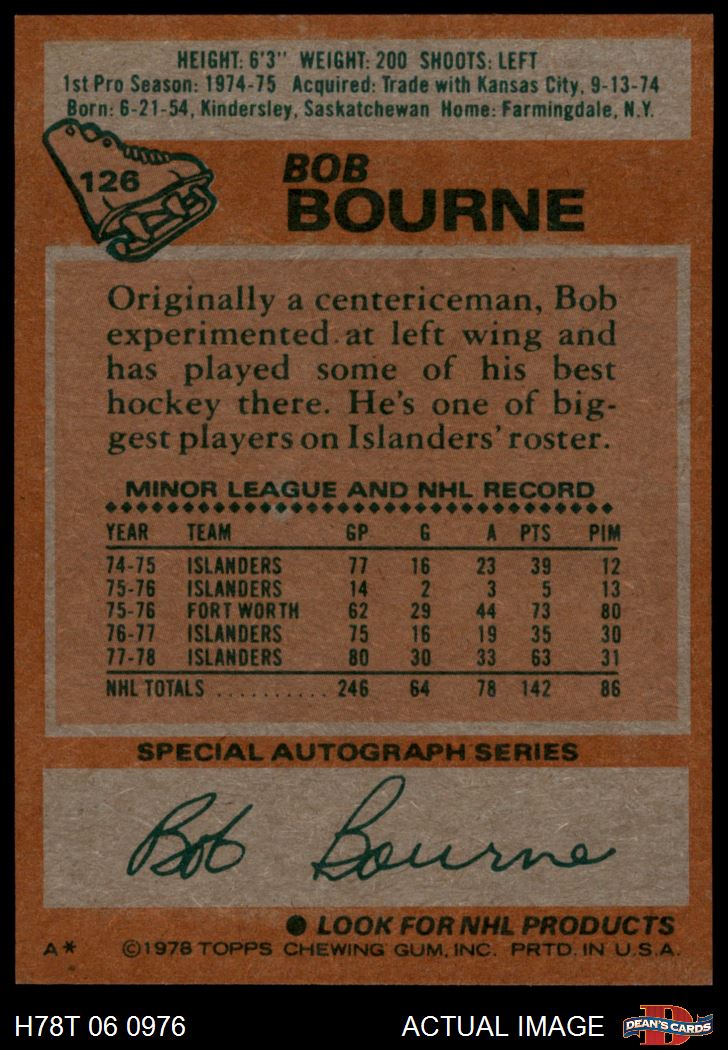 HEIGHT: 6'3" WEIGHT: 200 SHOOTS: LEFT
1st Pro Season: 1974-75 Acquired: Trade with Kansas City, 9-13-74
Born: 6-21-54, Kindersley, Saskatchewan Home: Farmingdale, N.Y.
126
BOB
BOURNE
Originally a centericeman, Bob
experimented at left wing and
has played some of his best
hockey there. He's one of big-
gest players on Islanders' roster.
MINOR LEAGUE AND NHL RECORD
YEAR TEAM GP G A PTS PIM
74-75 ISLANDERS 77 16 23 39 12
75-76 ISLANDERS 14 2 3 5 13
75-76 FORT WORTH 62 29 44 73 80
76-77 ISLANDERS 75 16 19 35 30
77-78 ISLANDERS 80 30 33 63 31
NHL TOTALS .......... 246 64 78 142 86
SPECIAL AUTOGRAPH SERIES
Bob Bourne
● LOOK FOR NHL PRODUCTS
A* ©1978 TOPPS CHEWING GUM, INC. PRTD. IN U.S.A.
H78T 06 0976 ACTUAL IMAGE D DEAN'S CARDS